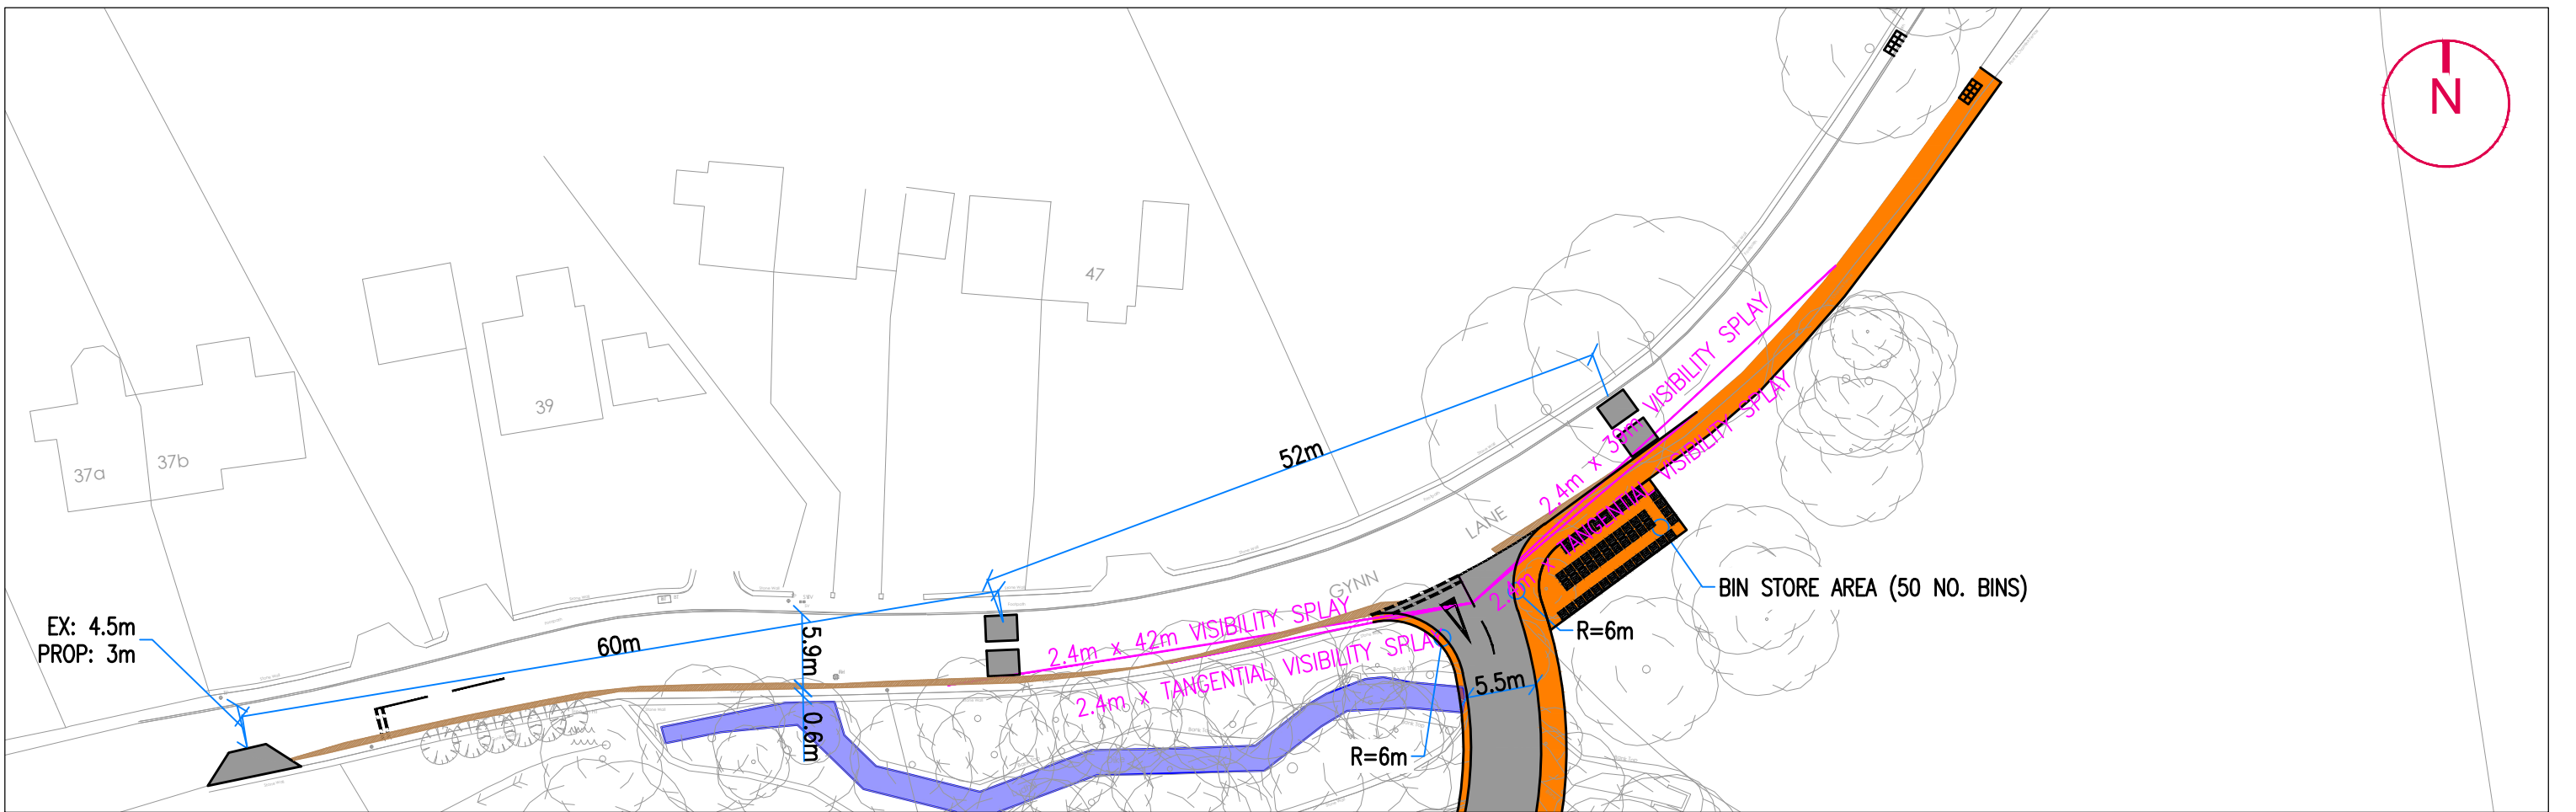 N
47
39
37a
37b
EX: 4.5m
PROP: 3m
60m
52m
5.9m
0.6m
GYNN
LANE
2.4m x 42m VISIBILITY SPLAY
2.4m x TANGENTIAL VISIBILITY SPLAY
2.4m x 39m VISIBILITY SPLAY
2.4m x TANGENTIAL VISIBILITY SPLAY
BIN STORE AREA (50 NO. BINS)
R=6m
5.5m
R=6m